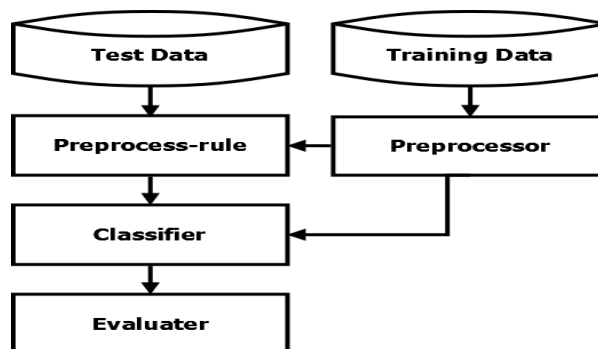 Test Data
Training Data
Preprocess-rule
Preprocessor
Classifier
Evaluater